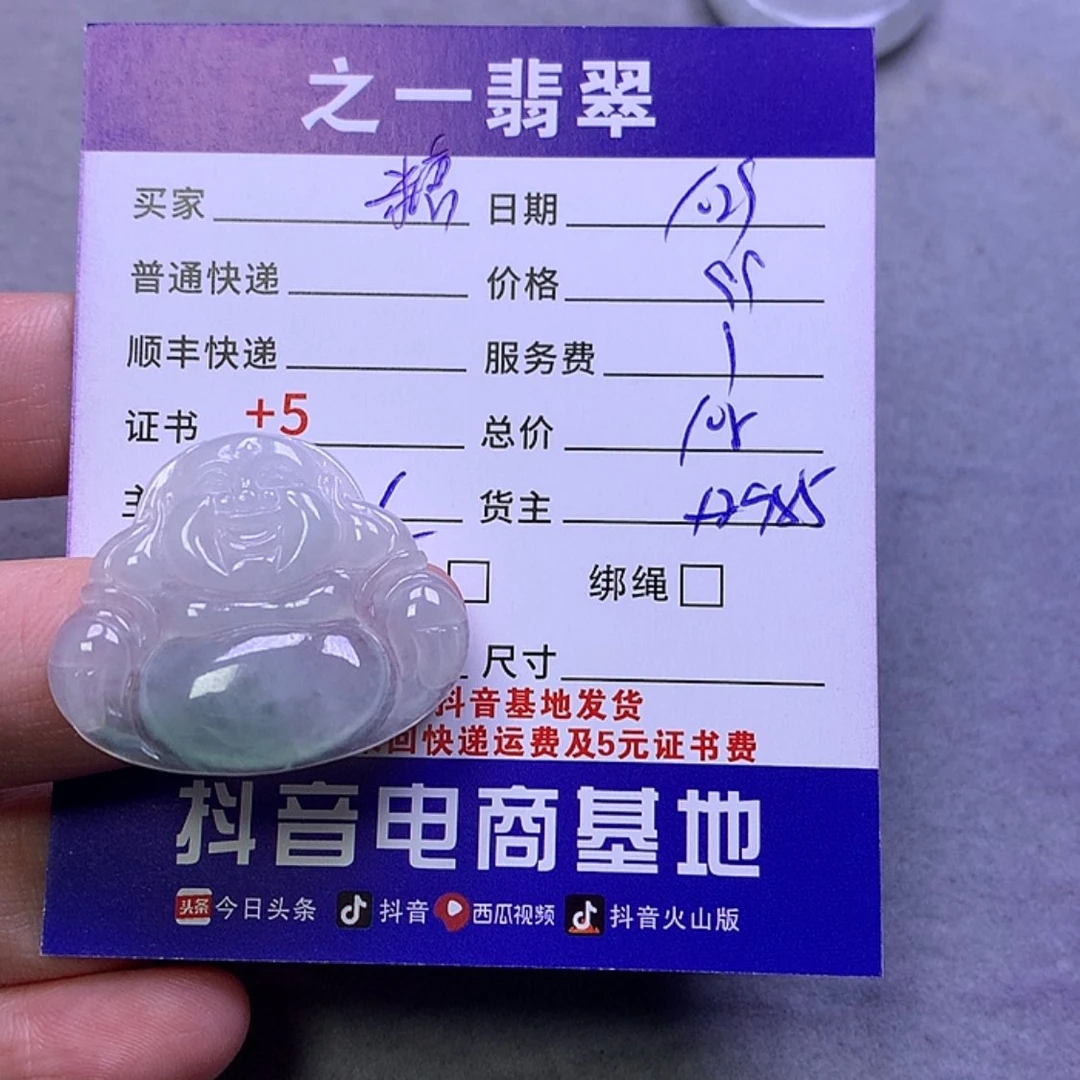 之一翡翠
买家 糖 日期 1025
普通快递 价格
顺丰快递 服务费 1
证书 +5 总价
主 货主
绑绳
尺寸
抖音基地发货
回快递运费及5元证书费
抖音电商基地
头条 今日头条 抖音 西瓜视频 抖音火山版